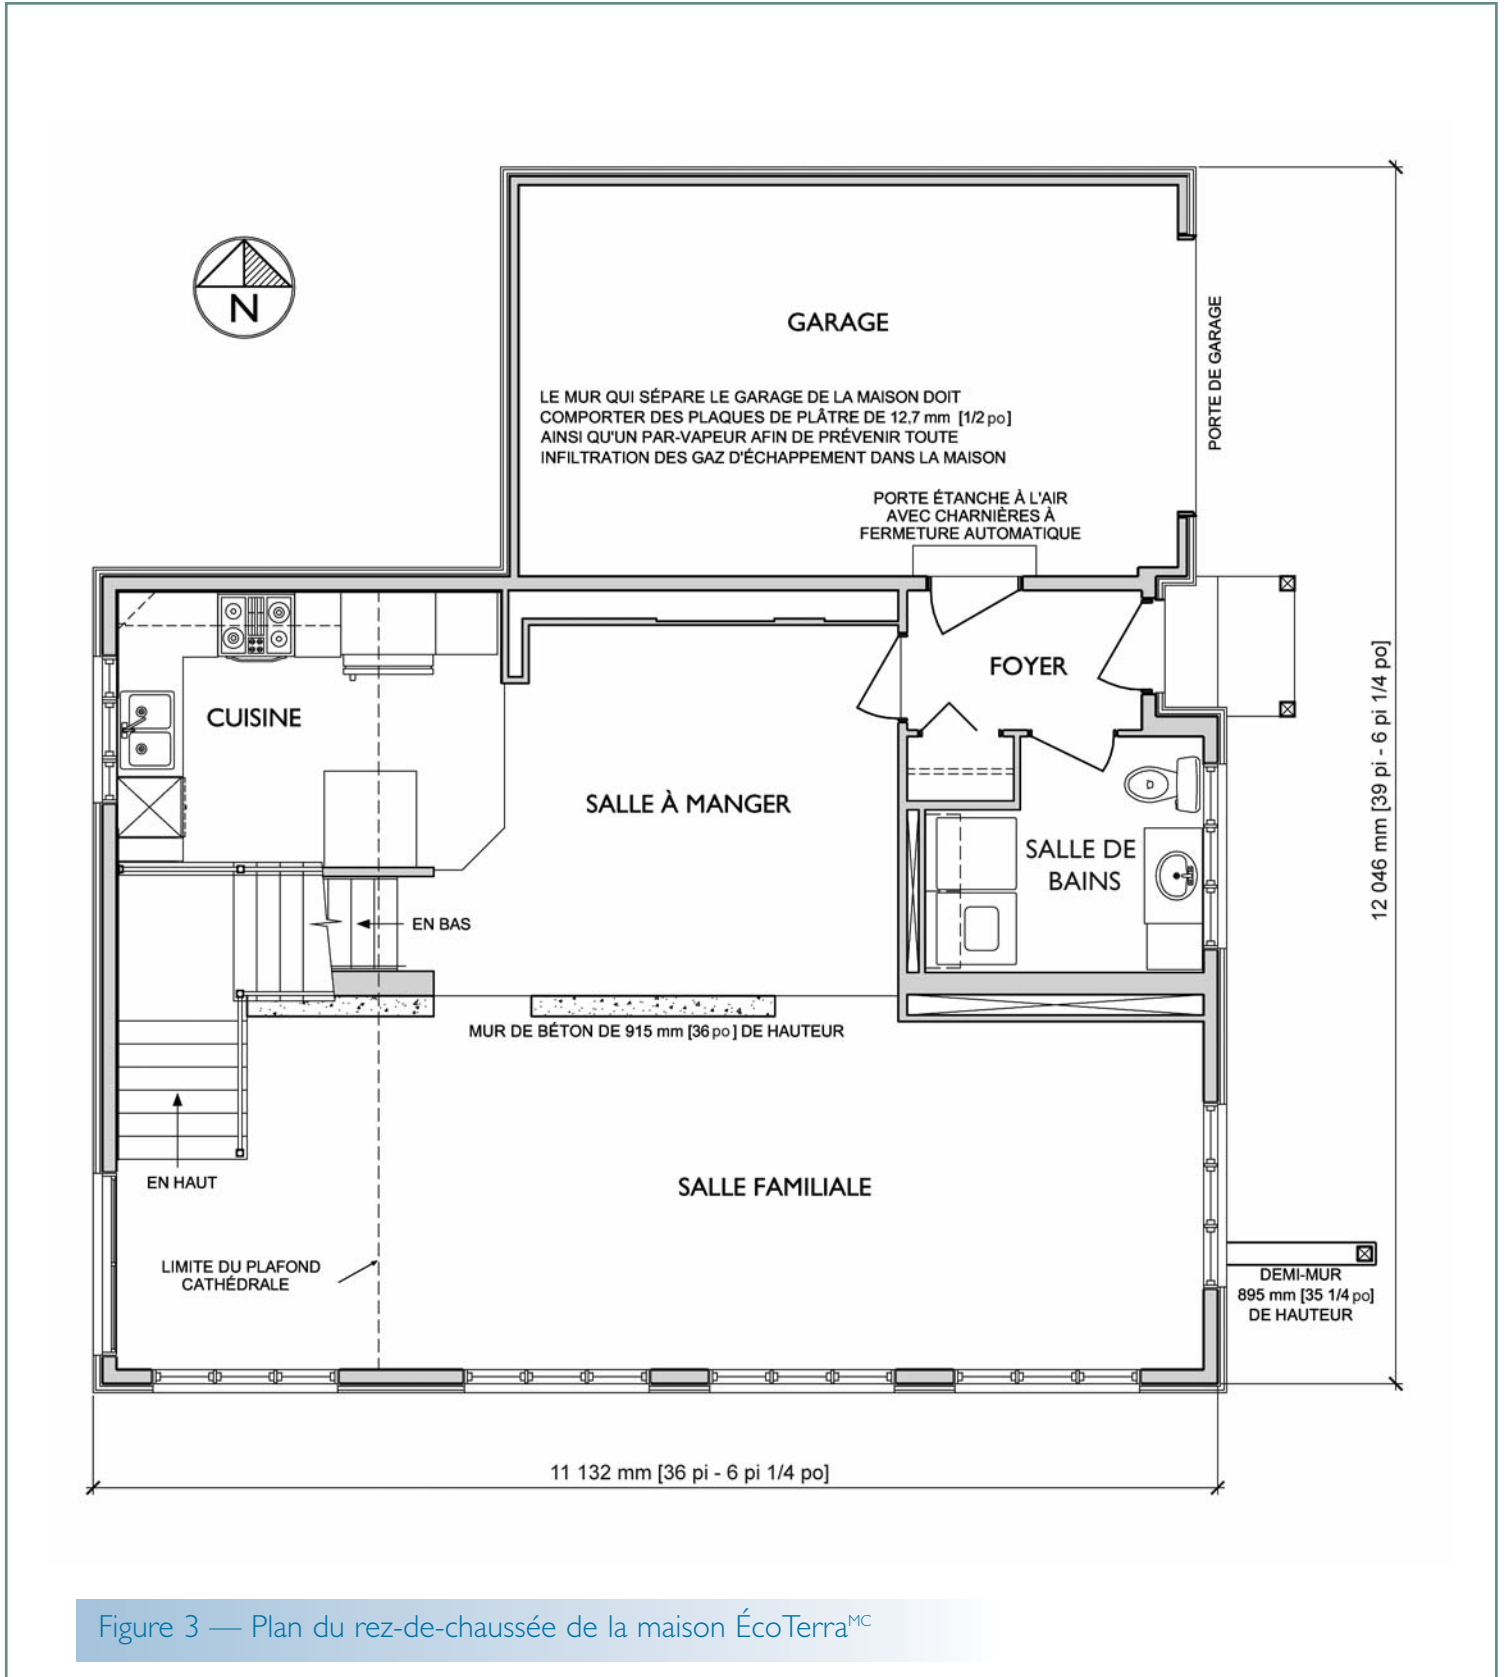 N
GARAGE
PORTE DE GARAGE
LE MUR QUI SÉPARE LE GARAGE DE LA MAISON DOIT
COMPORTER DES PLAQUES DE PLÂTRE DE 12,7 mm [1/2 po]
AINSI QU'UN PAR-VAPEUR AFIN DE PRÉVENIR TOUTE
INFILTRATION DES GAZ D'ÉCHAPPEMENT DANS LA MAISON
PORTE ÉTANCHE À L'AIR
AVEC CHARNIÈRES À
FERMETURE AUTOMATIQUE
FOYER
CUISINE
SALLE À MANGER
SALLE DE
BAINS
12 046 mm [39 pi - 6 pi 1/4 po]
EN BAS
MUR DE BÉTON DE 915 mm [36 po] DE HAUTEUR
EN HAUT
SALLE FAMILIALE
LIMITE DU PLAFOND
CATHÉDRALE
DEMI-MUR
895 mm [35 1/4 po]
DE HAUTEUR
11 132 mm [36 pi - 6 pi 1/4 po]
Figure 3 — Plan du rez-de-chaussée de la maison ÉcoTerraMC